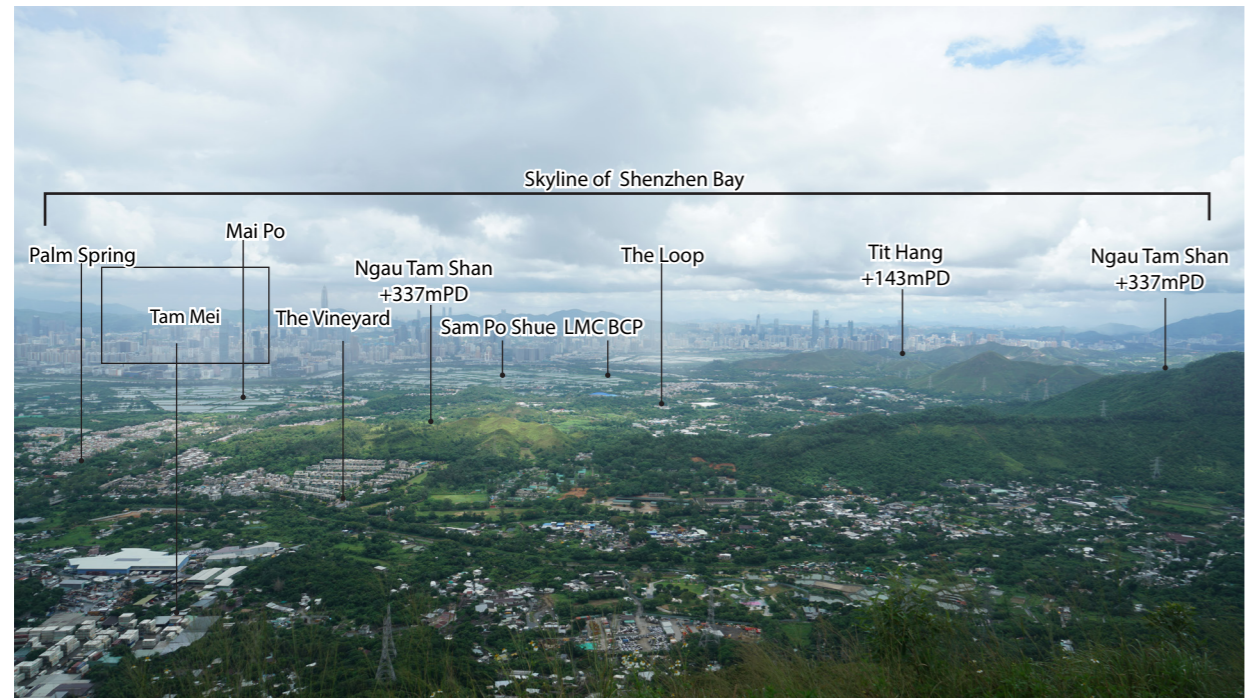 Skyline of Shenzhen Bay
Mai Po
Palm Spring
Ngau Tam Shan
+337mPD
The Loop
Tit Hang
+143mPD
Ngau Tam Shan
+337mPD
Tam Mei
The Vineyard
Sam Po Shue
LMC BCP